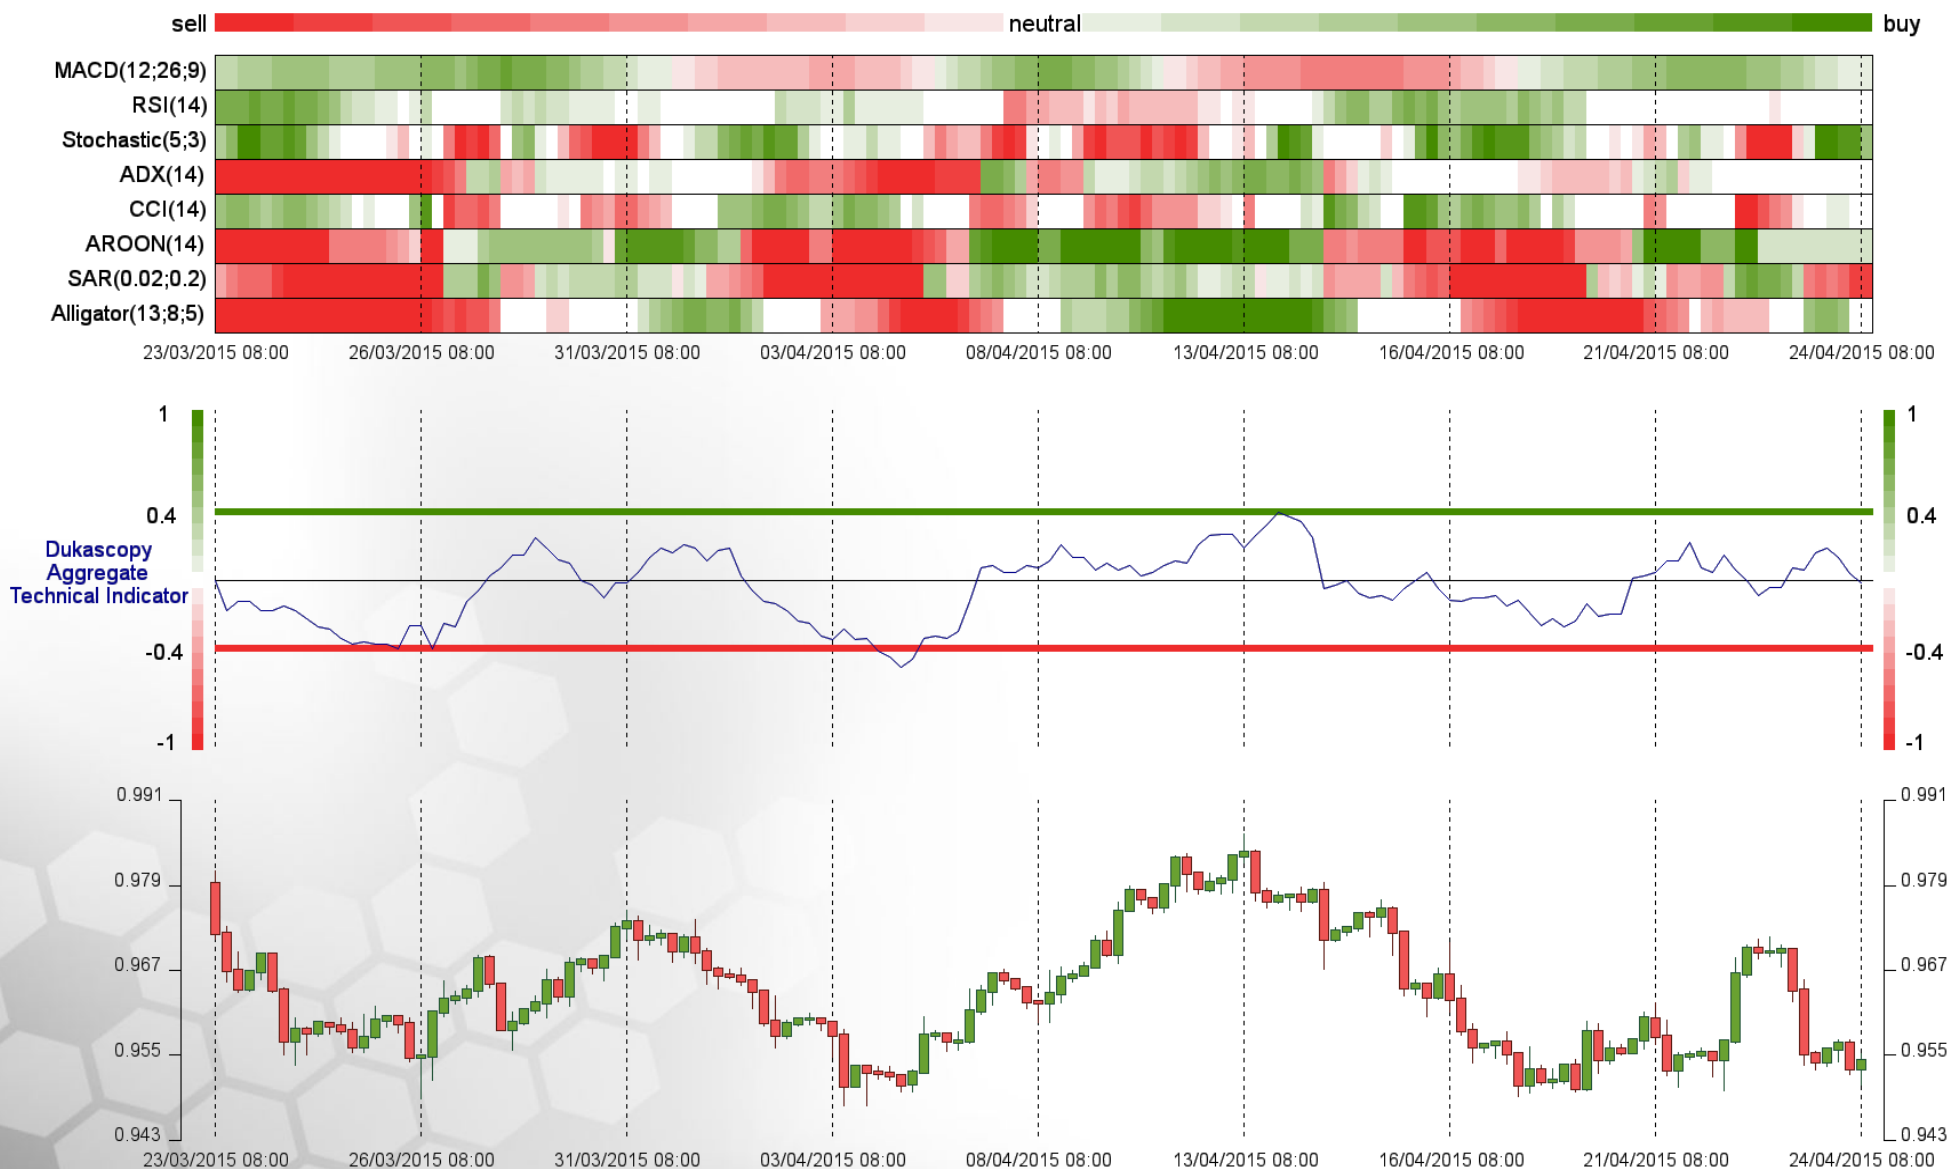 sell neutral buy
MACD(12;26;9)
RSI(14)
Stochastic(5;3)
ADX(14)
CCI(14)
AROON(14)
SAR(0.02;0.2)
Alligator(13;8;5)
23/03/2015 08:00 26/03/2015 08:00 31/03/2015 08:00 03/04/2015 08:00 08/04/2015 08:00 13/04/2015 08:00 16/04/2015 08:00 21/04/2015 08:00 24/04/2015 08:00
1 1
0.4 0.4
Dukascopy
Aggregate
Technical Indicator
-0.4 -0.4
-1 -1
0.991 0.991
0.979 0.979
0.967 0.967
0.955 0.955
0.943 0.943
23/03/2015 08:00 26/03/2015 08:00 31/03/2015 08:00 03/04/2015 08:00 08/04/2015 08:00 13/04/2015 08:00 16/04/2015 08:00 21/04/2015 08:00 24/04/2015 08:00